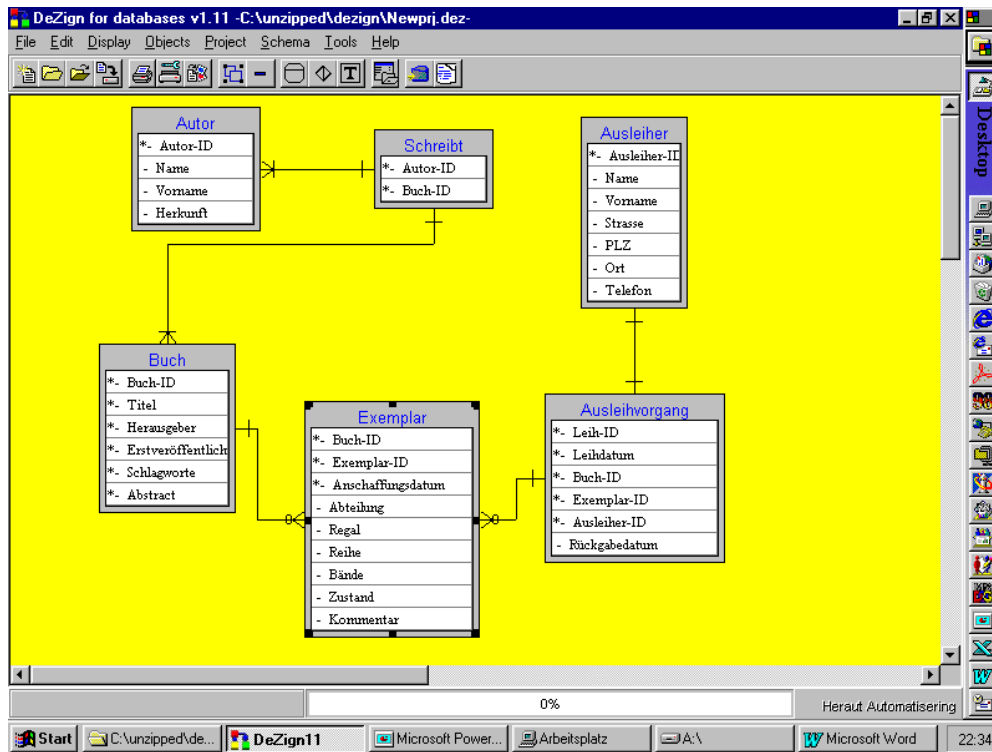 DeZign for databases v1.11 -C:\unzipped\dezign\Newprj.dez-
File Edit Display Objects Project Schema Tools Help
Autor
*- Autor-ID
- Name
- Vorname
- Herkunft
Schreibt
*- Autor-ID
*- Buch-ID
Ausleiher
*- Ausleiher-ID
- Name
- Vorname
- Strasse
- PLZ
- Ort
- Telefon
Buch
*- Buch-ID
*- Titel
*- Herausgeber
*- Erstveröffentlich
*- Schlagworte
*- Abstract
Exemplar
*- Buch-ID
*- Exemplar-ID
*- Anschaffungsdatum
- Abteilung
- Regal
- Reihe
- Bände
- Zustand
- Kommentar
Ausleihvorgang
*- Leih-ID
*- Leihdatum
*- Buch-ID
*- Exemplar-ID
*- Ausleiher-ID
- Rückgabedatum
Desktop
0%
Heraut Automatisering
Start
C:\unzipped\de...
DeZign11
Microsoft Power...
Arbeitsplatz
A:\
Microsoft Word
22:34